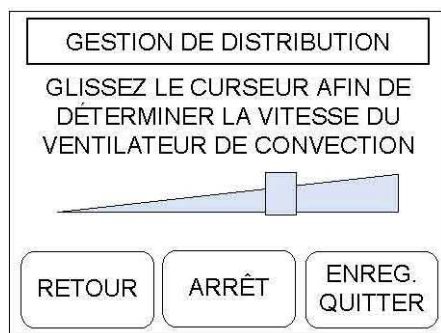 GESTION DE DISTRIBUTION
GLISSEZ LE CURSEUR AFIN DE
DÉTERMINER LA VITESSE DU
VENTILATEUR DE CONVECTION
RETOUR
ARRÊT
ENREG.
QUITTER